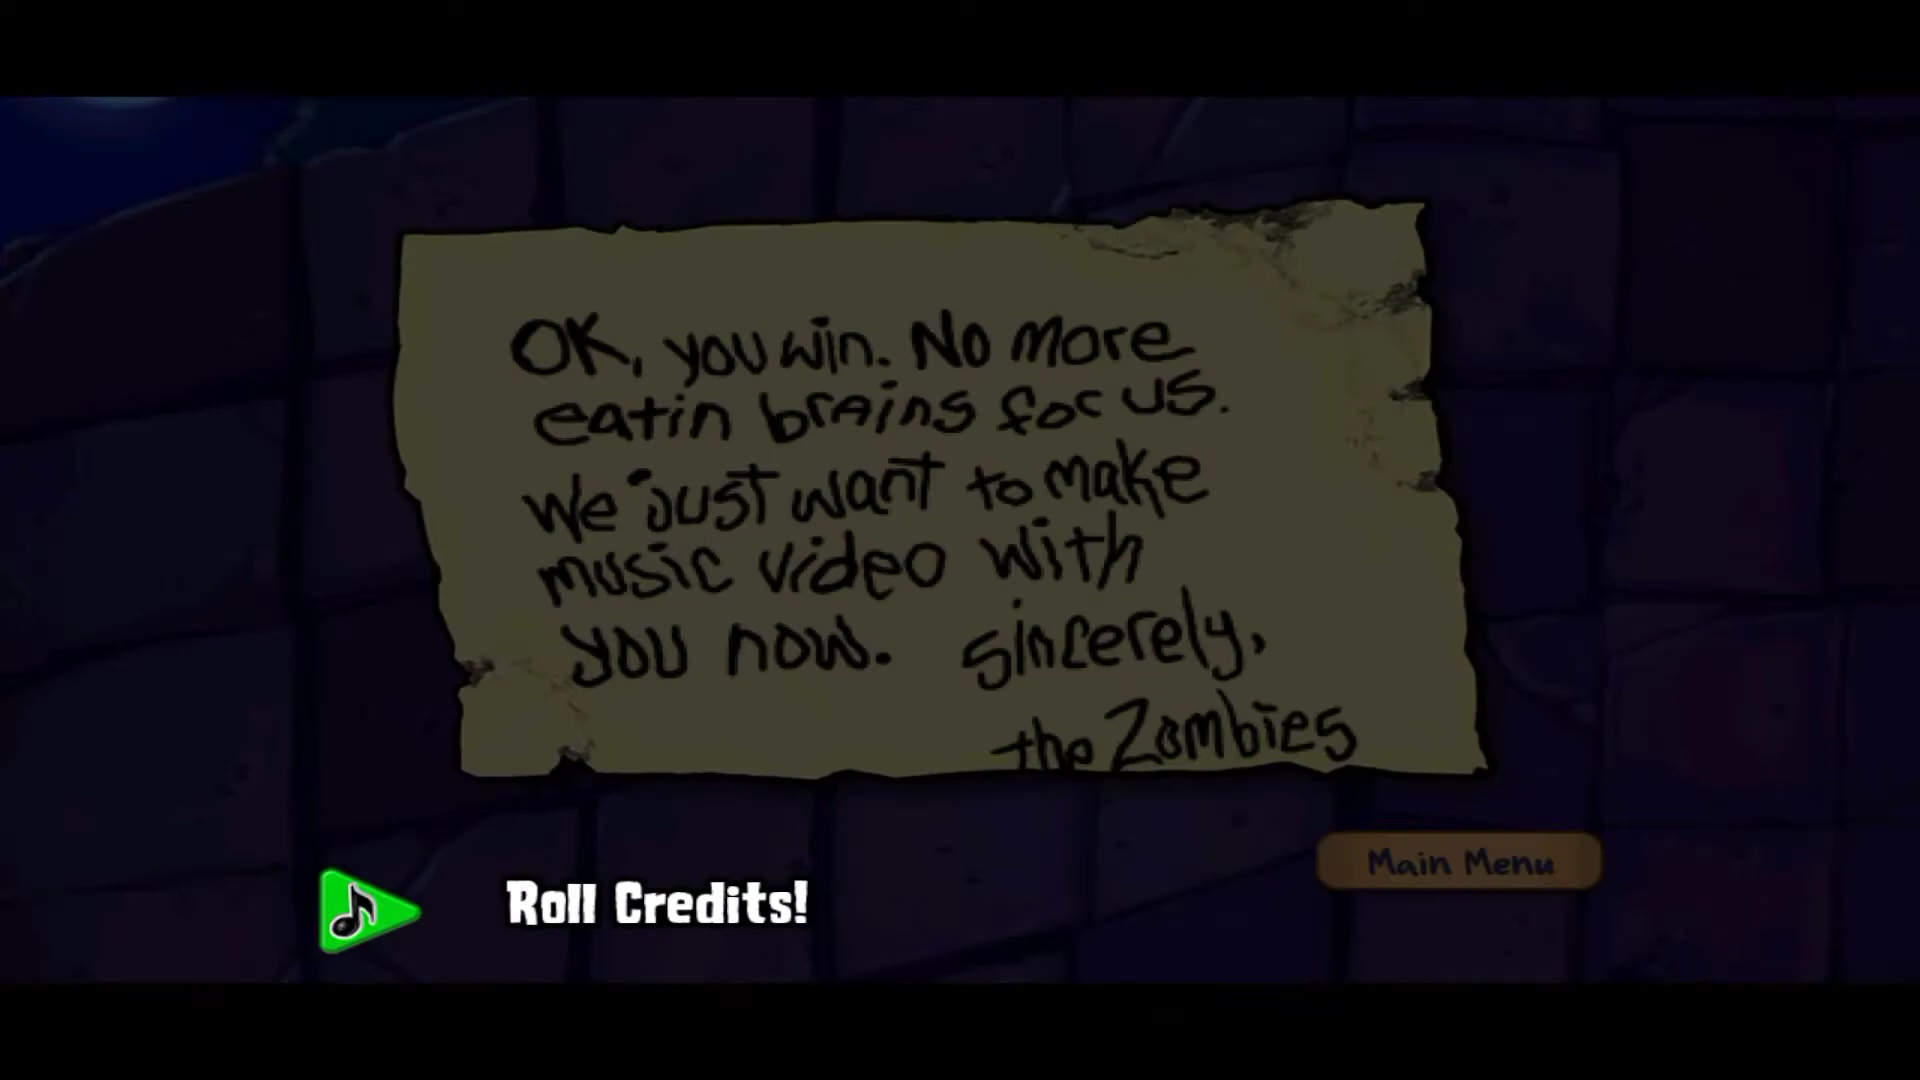 OK, you win. No more
eatin brains for us.
We just want to make
music video with
you now. sincerely,
the Zombies
Main Menu
Roll Credits!